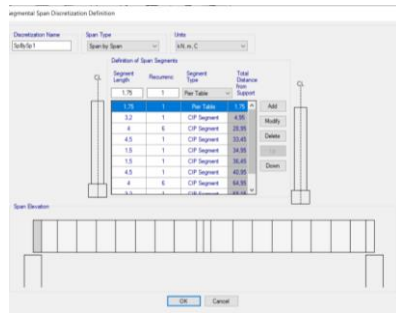 egmental Span Discretization Definition
Discretization Name
Span Type
Units
SpBySp1
Span by Span
kN, m, C
Definition of Span Segments
Segment Length
Recurrenc
Segment Type
Total Distance from Support
1.75
1
Pier Table
1.75 1 Pier Table 1.75
3.2 1 CIP Segment 4.95
4 6 CIP Segment 28,95
4.5 1 CIP Segment 33,45
1.5 1 CIP Segment 34,95
1.5 1 CIP Segment 36,45
4.5 1 CIP Segment 40,95
4 6 CIP Segment 64,95
CL
CL
Add
Modify
Delete
Up
Down
Span Elevation
OK
Cancel